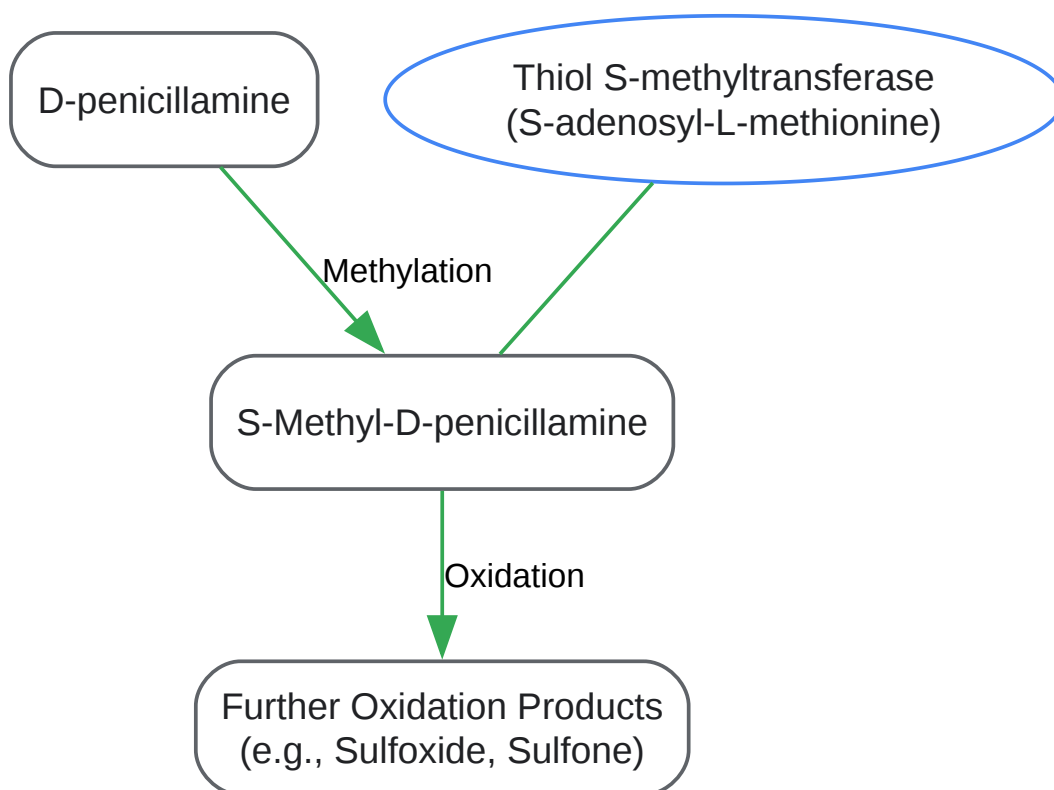 D-penicillamine
Thiol S-methyltransferase
(S-adenosyl-L-methionine)
Methylation
S-Methyl-D-penicillamine
Oxidation
Further Oxidation Products
(e.g., Sulfoxide, Sulfone)